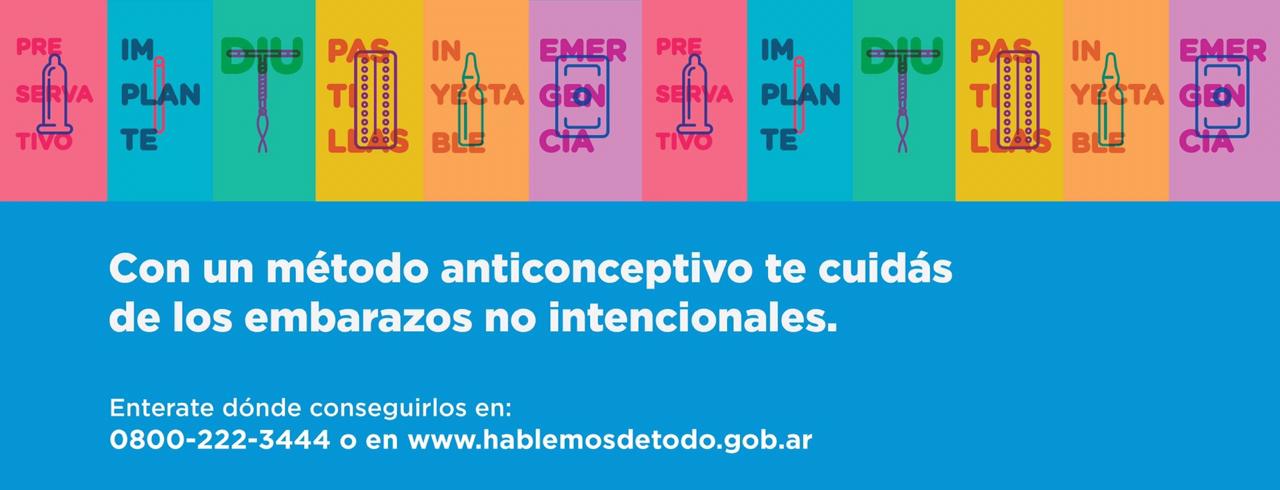 PRE
SERVA
TIVO
IM
PLAN
TE
DIU
PAS
TI
LLAS
IN
YECTA
BLE
EMER
GEN
CIA
PRE
SERVA
TIVO
IM
PLAN
TE
DIU
PAS
TI
LLAS
IN
YECTA
BLE
EMER
GEN
CIA
Con un método anticonceptivo te cuidás
de los embarazos no intencionales.
Enterate dónde conseguirlos en:
0800-222-3444 o en www.hablemosdetodo.gob.ar